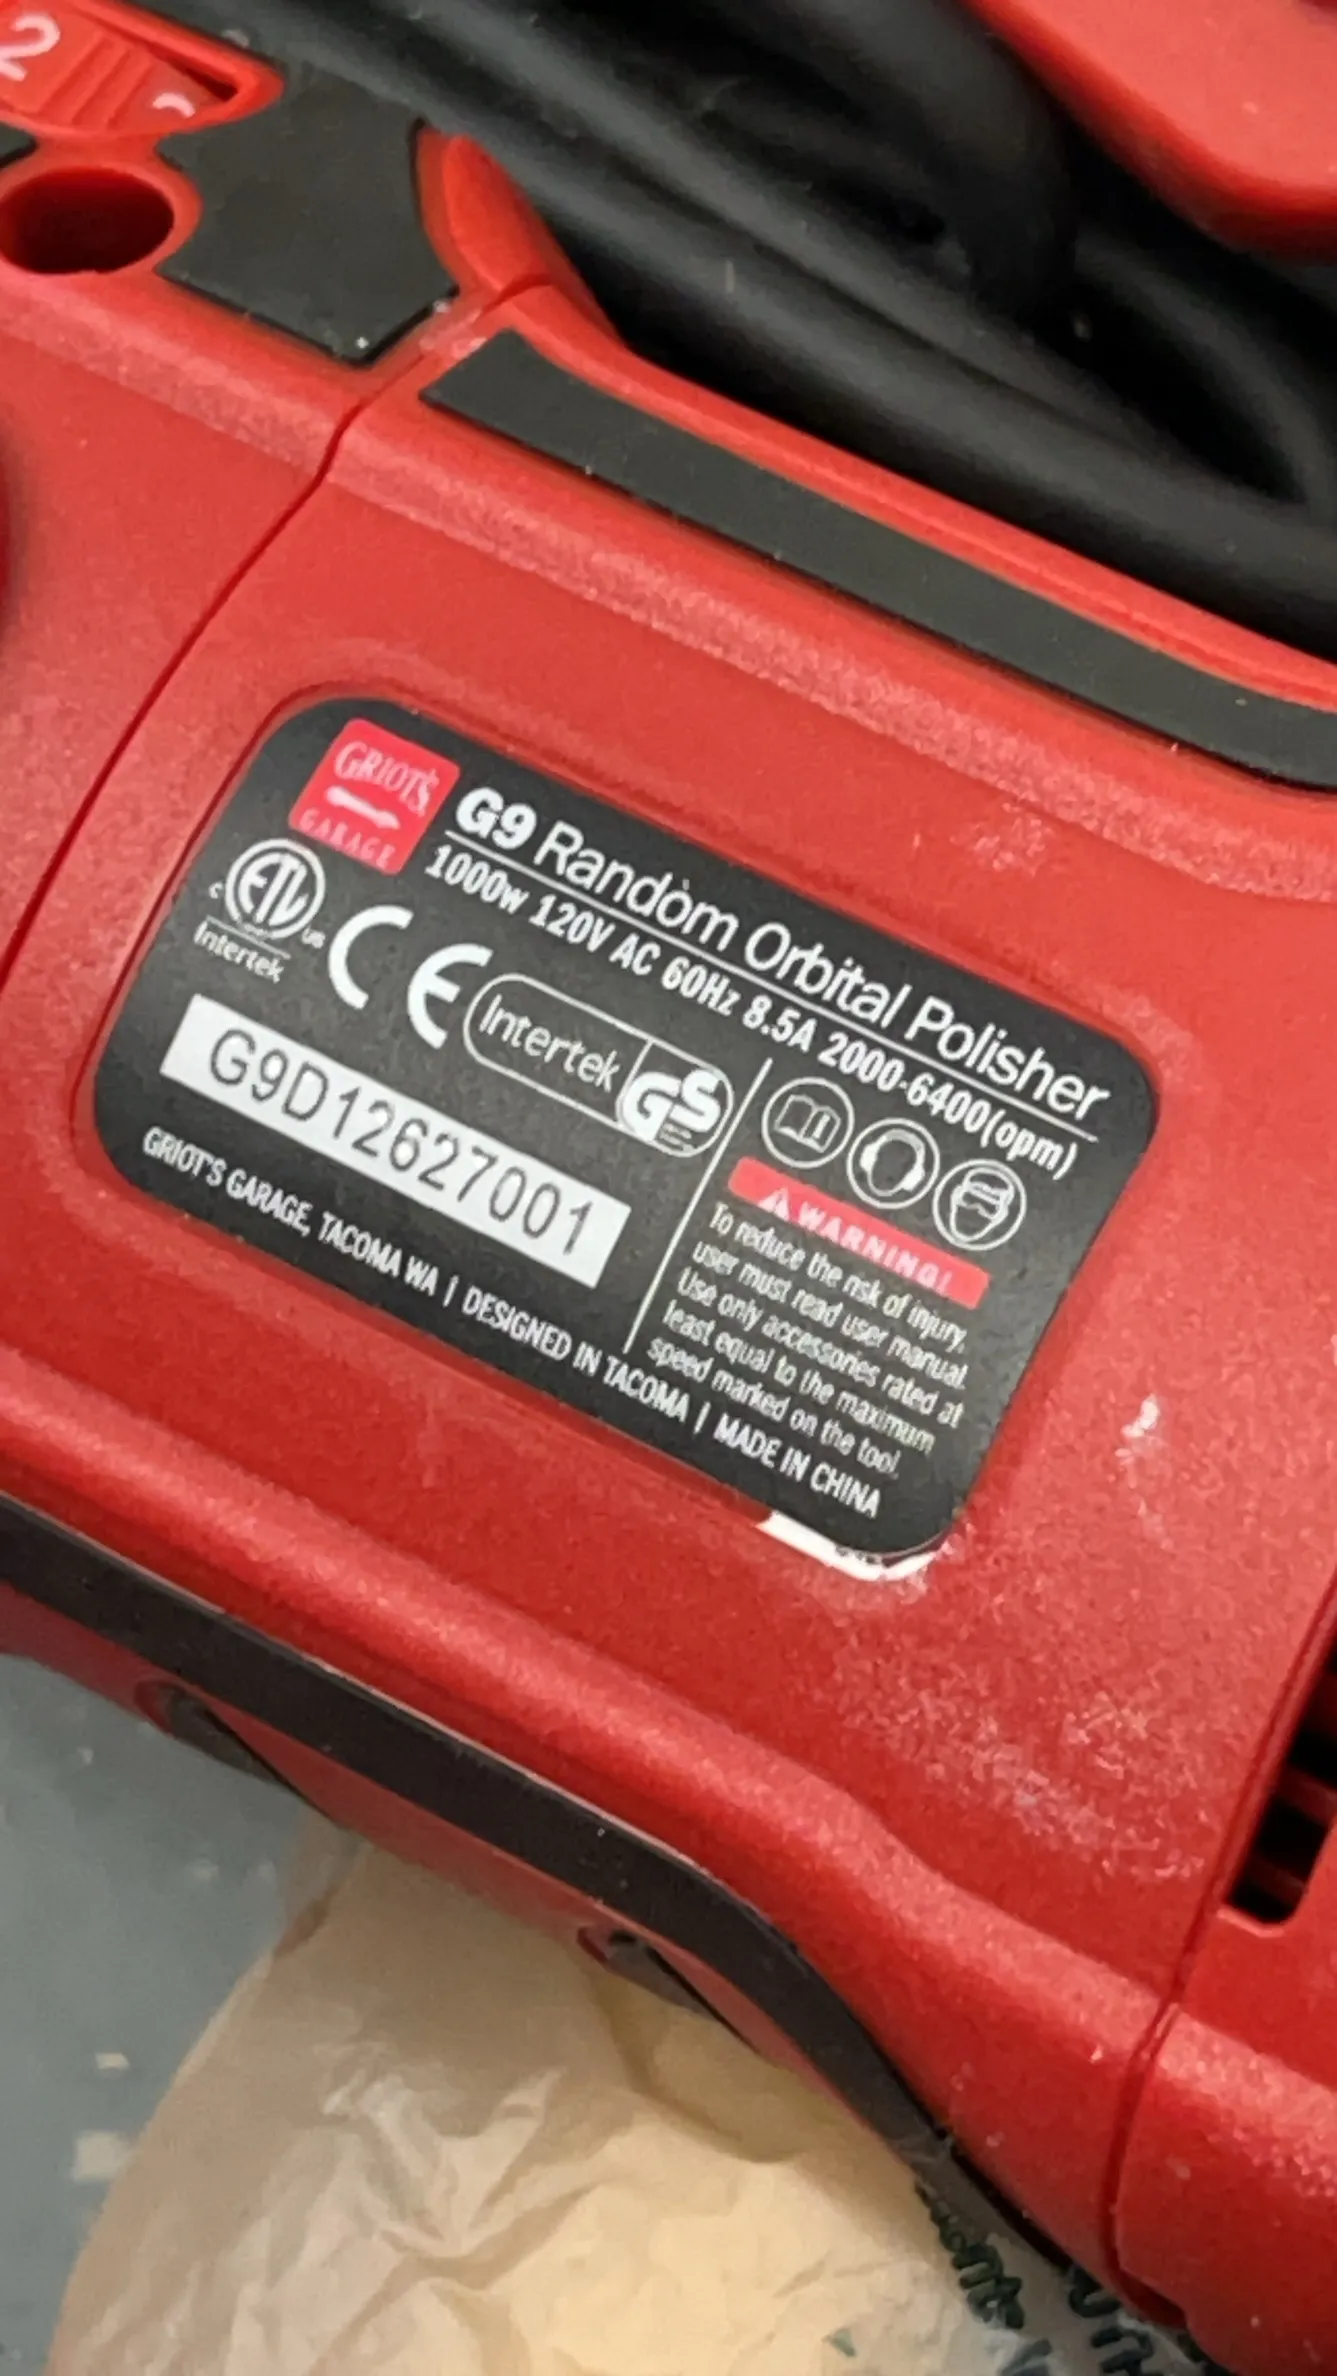 2
GRIOT'S
GARAGE
G9 Random Orbital Polisher
1000w 120V AC 60Hz 8.5A 2000-6400(opm)
c ETL us
Intertek
CE
Intertek GS
G9D12627001
WARNING!
To reduce the risk of injury,
user must read user manual.
Use only accessories rated at
least equal to the maximum
speed marked on the tool.
GRIOT'S GARAGE, TACOMA WA | DESIGNED IN TACOMA | MADE IN CHINA